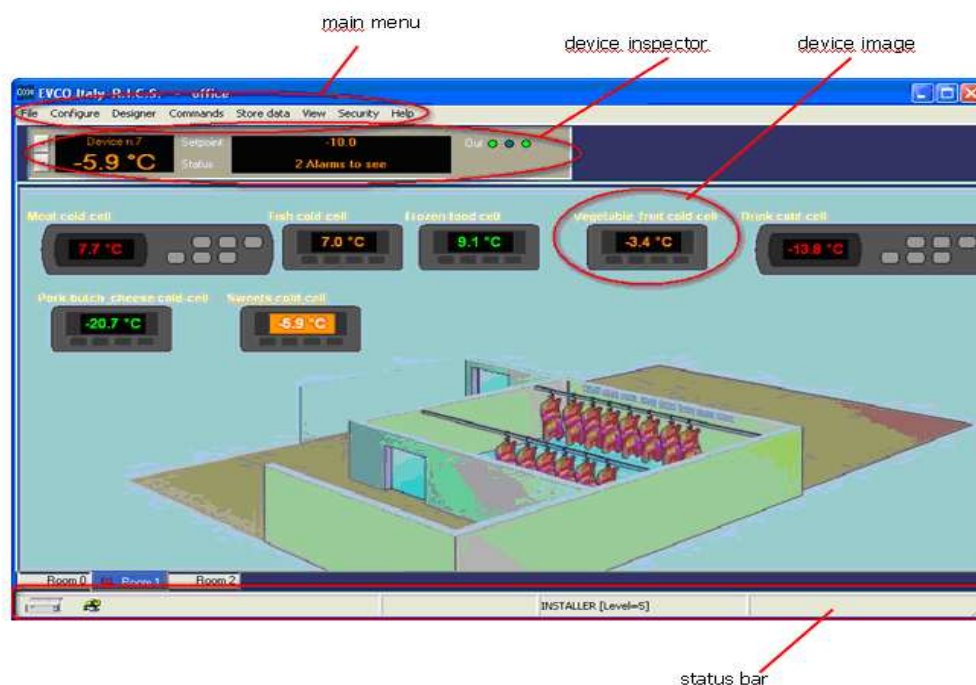 main menu
device inspector
device image
EVCO Italy R.I.C.S. - office
File Configure Designer Commands Store data View Security Help
Device n.7 Setpoint -10.0 Out
-5.9 °C Status 2 Alarms to see
Meat cold cell Fish cold cell Frozen food cell Vegetable fruit cold cell Drink cold cell
7.7 °C 7.0 °C 9.1 °C -3.4 °C -13.8 °C
Pork butch cheese cold cell Sweets cold cell
-20.7 °C -5.9 °C
Room 0 Room 1 Room 2
INSTALLER [Level=5]
status bar